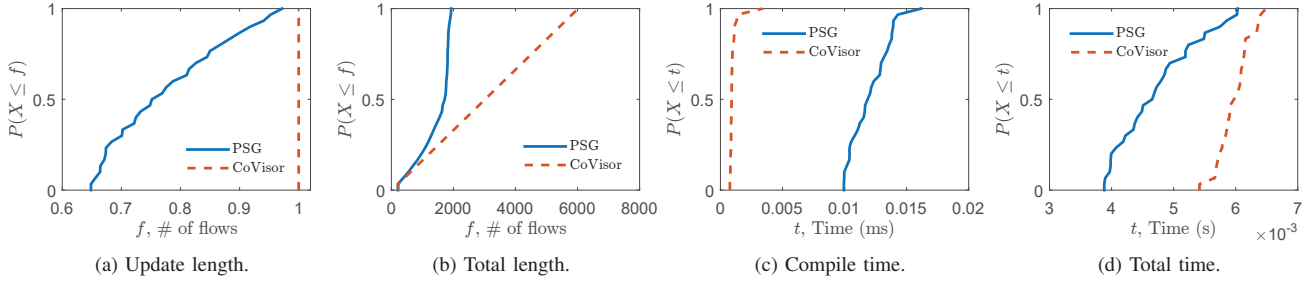 P(X ≤ f)
1
0.5
0
PSG
CoVisor
0.6 0.7 0.8 0.9 1
f, # of flows
(a) Update length.
P(X ≤ f)
1
0.5
0
PSG
CoVisor
0 2000 4000 6000 8000
f, # of flows
(b) Total length.
P(X ≤ t)
1
0.5
0
PSG
CoVisor
0 0.005 0.01 0.015 0.02
t, Time (ms)
(c) Compile time.
P(X ≤ t)
1
0.5
0
PSG
CoVisor
3 4 5 6 7
t, Time (s)
×10⁻³
(d) Total time.